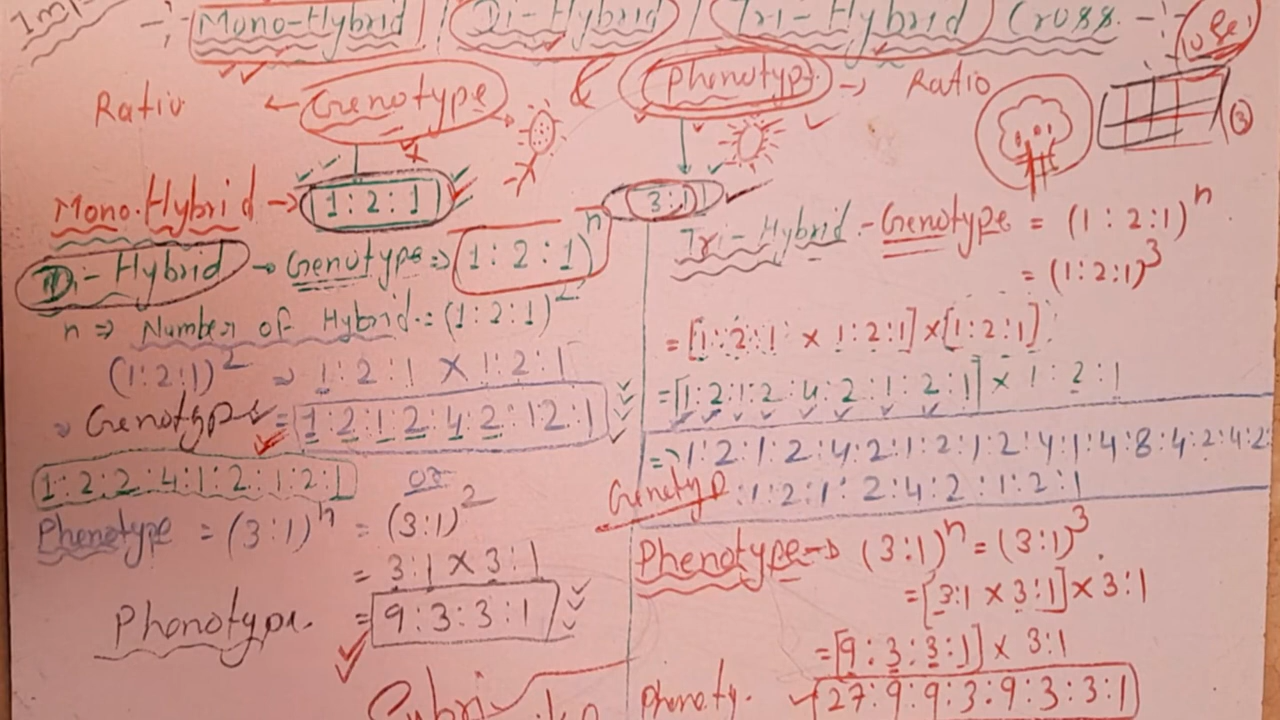 Imp
-: Mono-Hybrid / Di-Hybrid / Tri-Hybrid Cross. -:
Ratio ← Genotype & Phenotype. → Ratio
3
Mono.Hybrid → 1:2:1
3:1
Di-Hybrid → Genotype ⇒ (1:2:1)ⁿ
n ⇒ Number of Hybrid.: (1:2:1)²
(1:2:1)² ⇒ 1:2:1 X 1:2:1
Genotype = 1:2:1:2:4:2:12:1
1:2:2:4:1:2:1:2:1 or
Phenotype = (3:1)ⁿ = (3:1)²
= 3:1 X 3:1
Phonotype. = 9:3:3:1
Tri-Hybrid.-Genotype = (1:2:1)ⁿ
= (1:2:1)³
= [1:2:1 x 1:2:1] x [1:2:1]
= [1:2:1:2:4:2:1:2:1] x 1:2:1
=> 1:2:1:2:4:2:1:2:1:2:4:1:4:8:4:2:4:2
Genotyp :1:2:1:2:4:2:1:2:1
Phenotype → (3:1)ⁿ = (3:1)³
= [3:1 x 3:1] x 3:1
= [9:3:3:1] x 3:1
Phenoty. 27:9:9:3:9:3:3:1